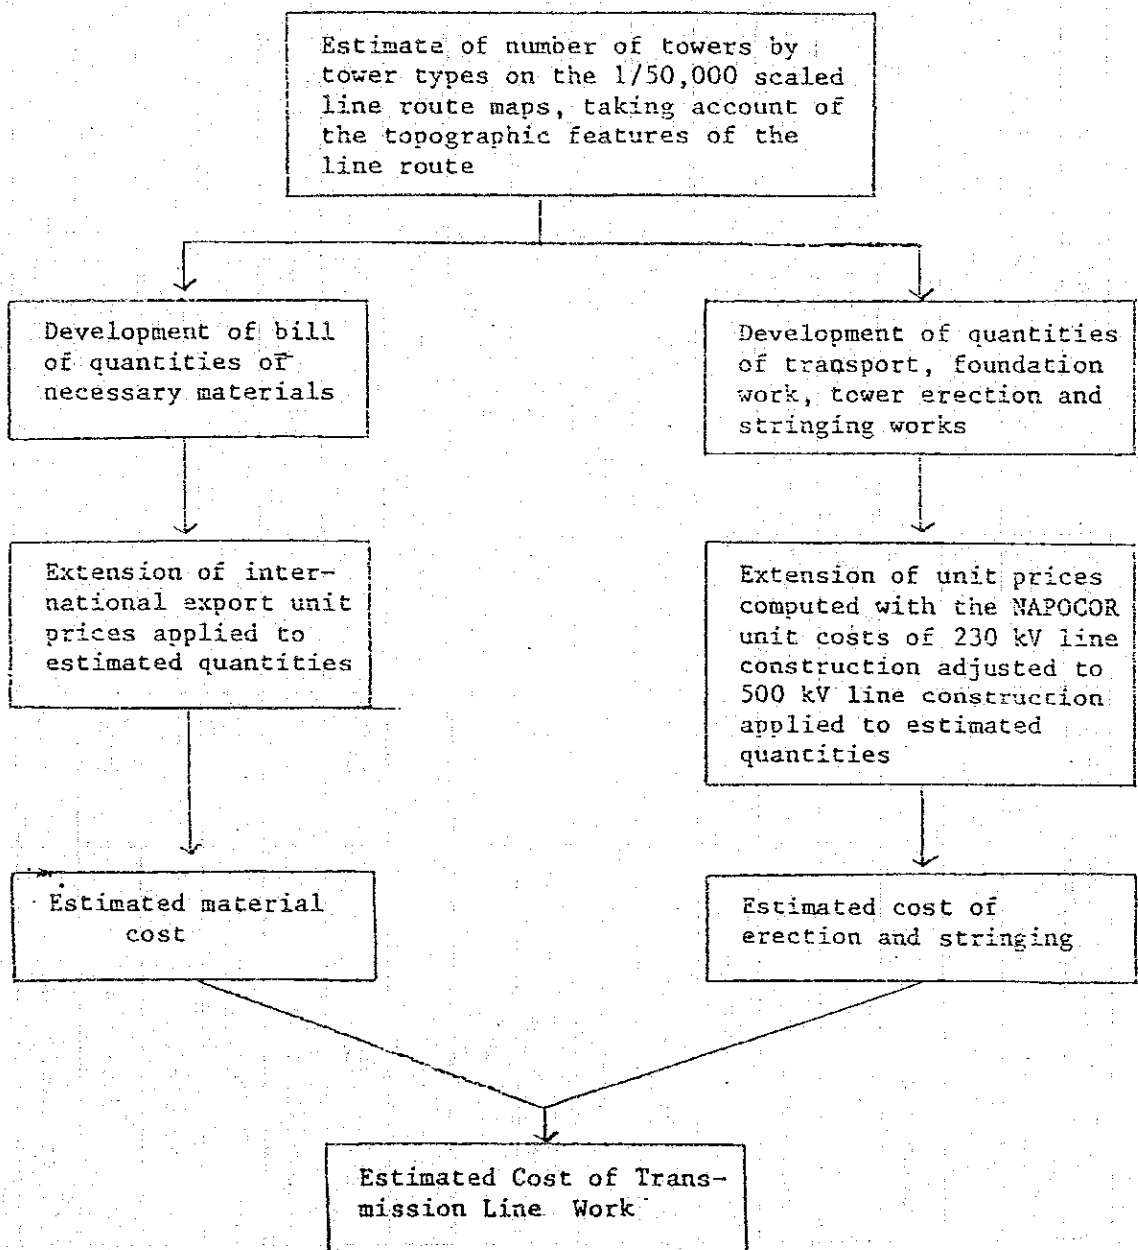 Estimate of number of towers by
tower types on the 1/50,000 scaled
line route maps, taking account of
the topographic features of the
line route
Development of bill
of quantities of
necessary materials
Development of quantities
of transport, foundation
work, tower erection and
stringing works
Extension of inter-
national export unit
prices applied to
estimated quantities
Extension of unit prices
computed with the NAPOCOR
unit costs of 230 kV line
construction adjusted to
500 kV line construction
applied to estimated
quantities
Estimated material
cost
Estimated cost of
erection and stringing
Estimated Cost of Trans-
mission Line Work